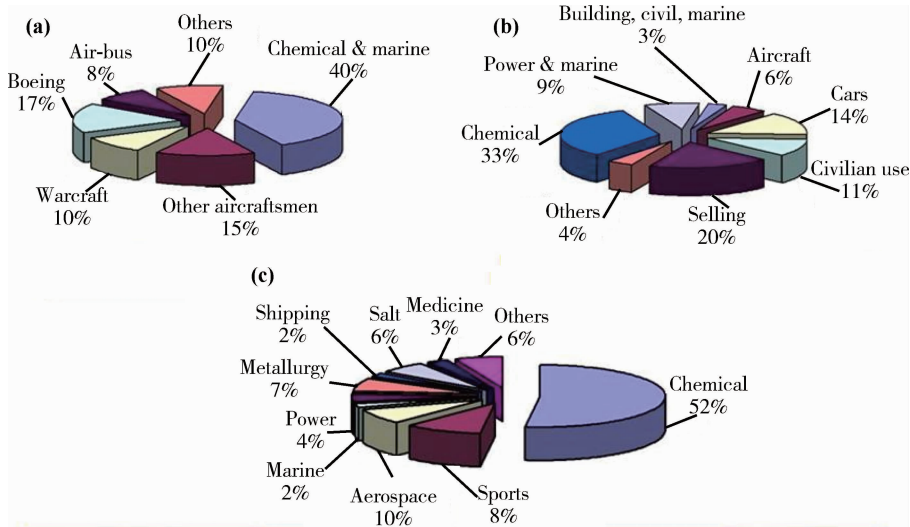 (a)
Others
10%
Chemical & marine
40%
Air-bus
8%
Boeing
17%
Warcraft
10%
Other aircraftsmen
15%
(b)
Building, civil, marine
3%
Power & marine
9%
Aircraft
6%
Cars
14%
Chemical
33%
Civilian use
11%
Others
4%
Selling
20%
(c)
Shipping
2%
Salt
6%
Medicine
3%
Others
6%
Metallurgy
7%
Chemical
52%
Power
4%
Marine
2%
Aerospace
10%
Sports
8%